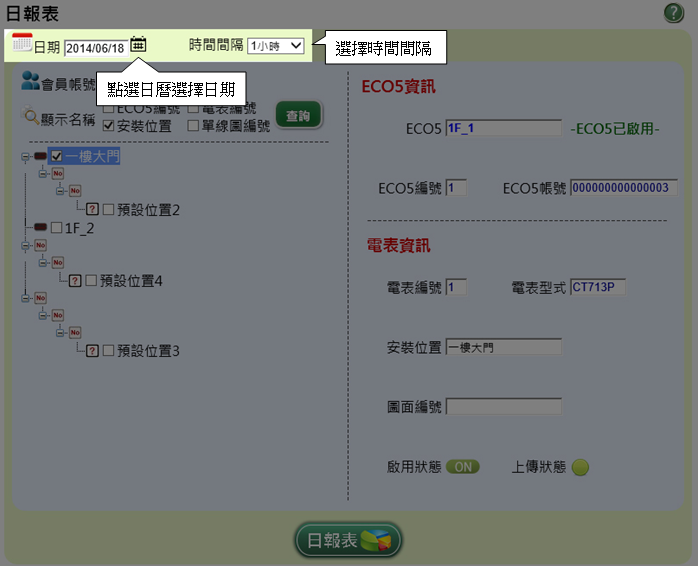 日報表
?
日期 2014/06/18 時間間隔 1小時
選擇時間間隔
點選日曆選擇日期
會員帳號
顯示名稱
ECO5編號 電表編號
安裝位置 單線圖編號
查詢
一樓大門
No
No
? 預設位置2
1F_2
No
No
? 預設位置4
No
No
No
? 預設位置3
ECO5資訊
ECO5 1F_1 -ECO5已啟用-
ECO5編號 1 ECO5帳號 000000000000003
電表資訊
電表編號 1 電表型式 CT713P
安裝位置 一樓大門
圖面編號
啟用狀態 ON 上傳狀態
日報表